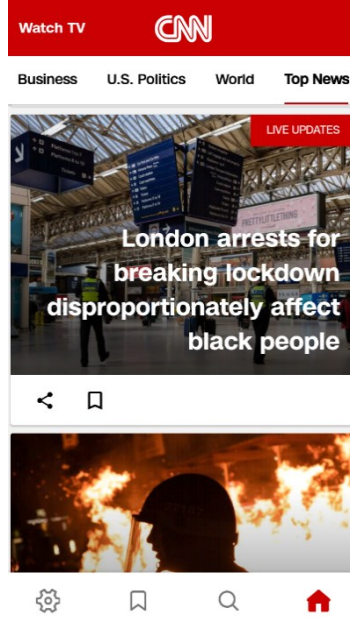 Watch TV
CNN
Business
U.S. Politics
World
Top News
LIVE UPDATES
PRETTYLITTLETHING
London arrests for
breaking lockdown
disproportionately affect
black people